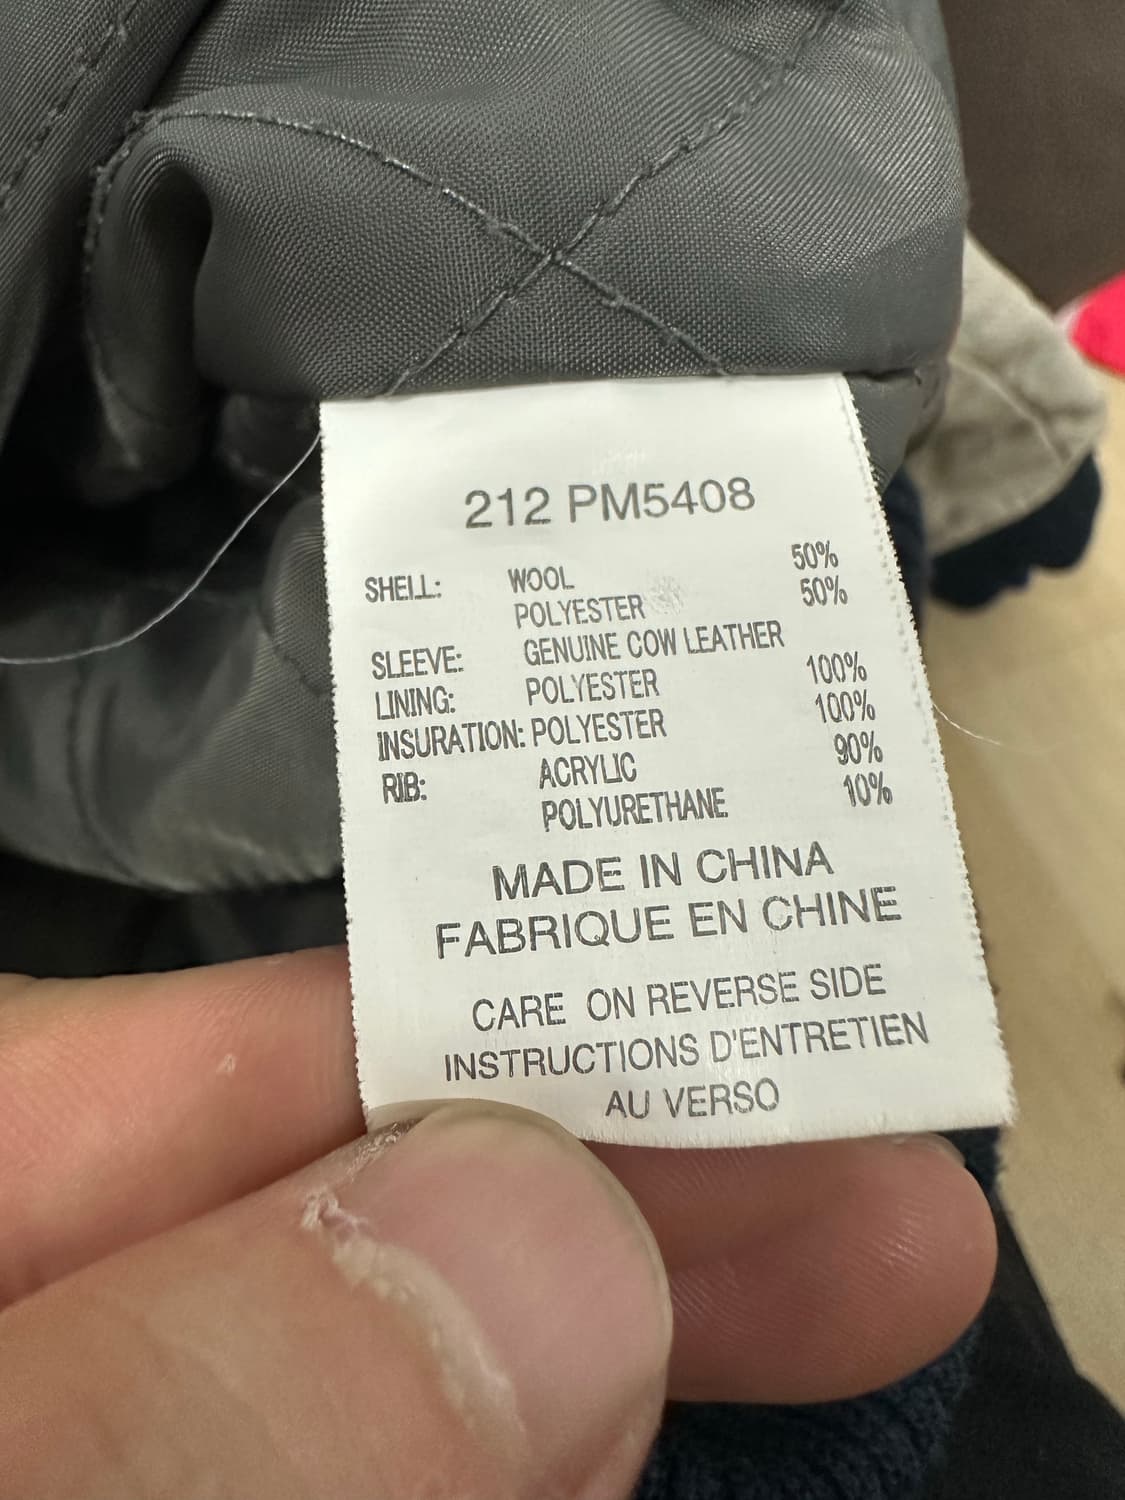 212 PM5408
SHELL: WOOL 50%
POLYESTER 50%
SLEEVE: GENUINE COW LEATHER
LINING: POLYESTER 100%
INSURATION: POLYESTER 100%
RIB: ACRYLIC 90%
POLYURETHANE 10%
MADE IN CHINA
FABRIQUE EN CHINE
CARE ON REVERSE SIDE
INSTRUCTIONS D'ENTRETIEN
AU VERSO